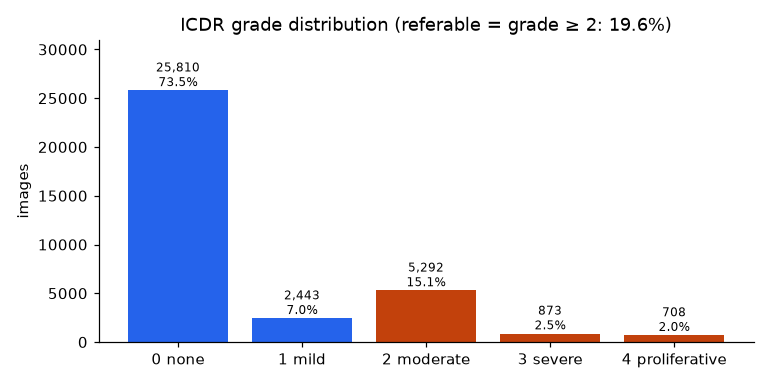 ICDR grade distribution (referable = grade ≥ 2: 19.6%)
images
30000
25000
20000
15000
10000
5000
0
25,810
73.5%
2,443
7.0%
5,292
15.1%
873
2.5%
708
2.0%
0 none
1 mild
2 moderate
3 severe
4 proliferative